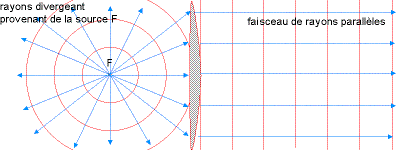 rayons divergeant
provenant de la source F
faisceau de rayons parallèles
F